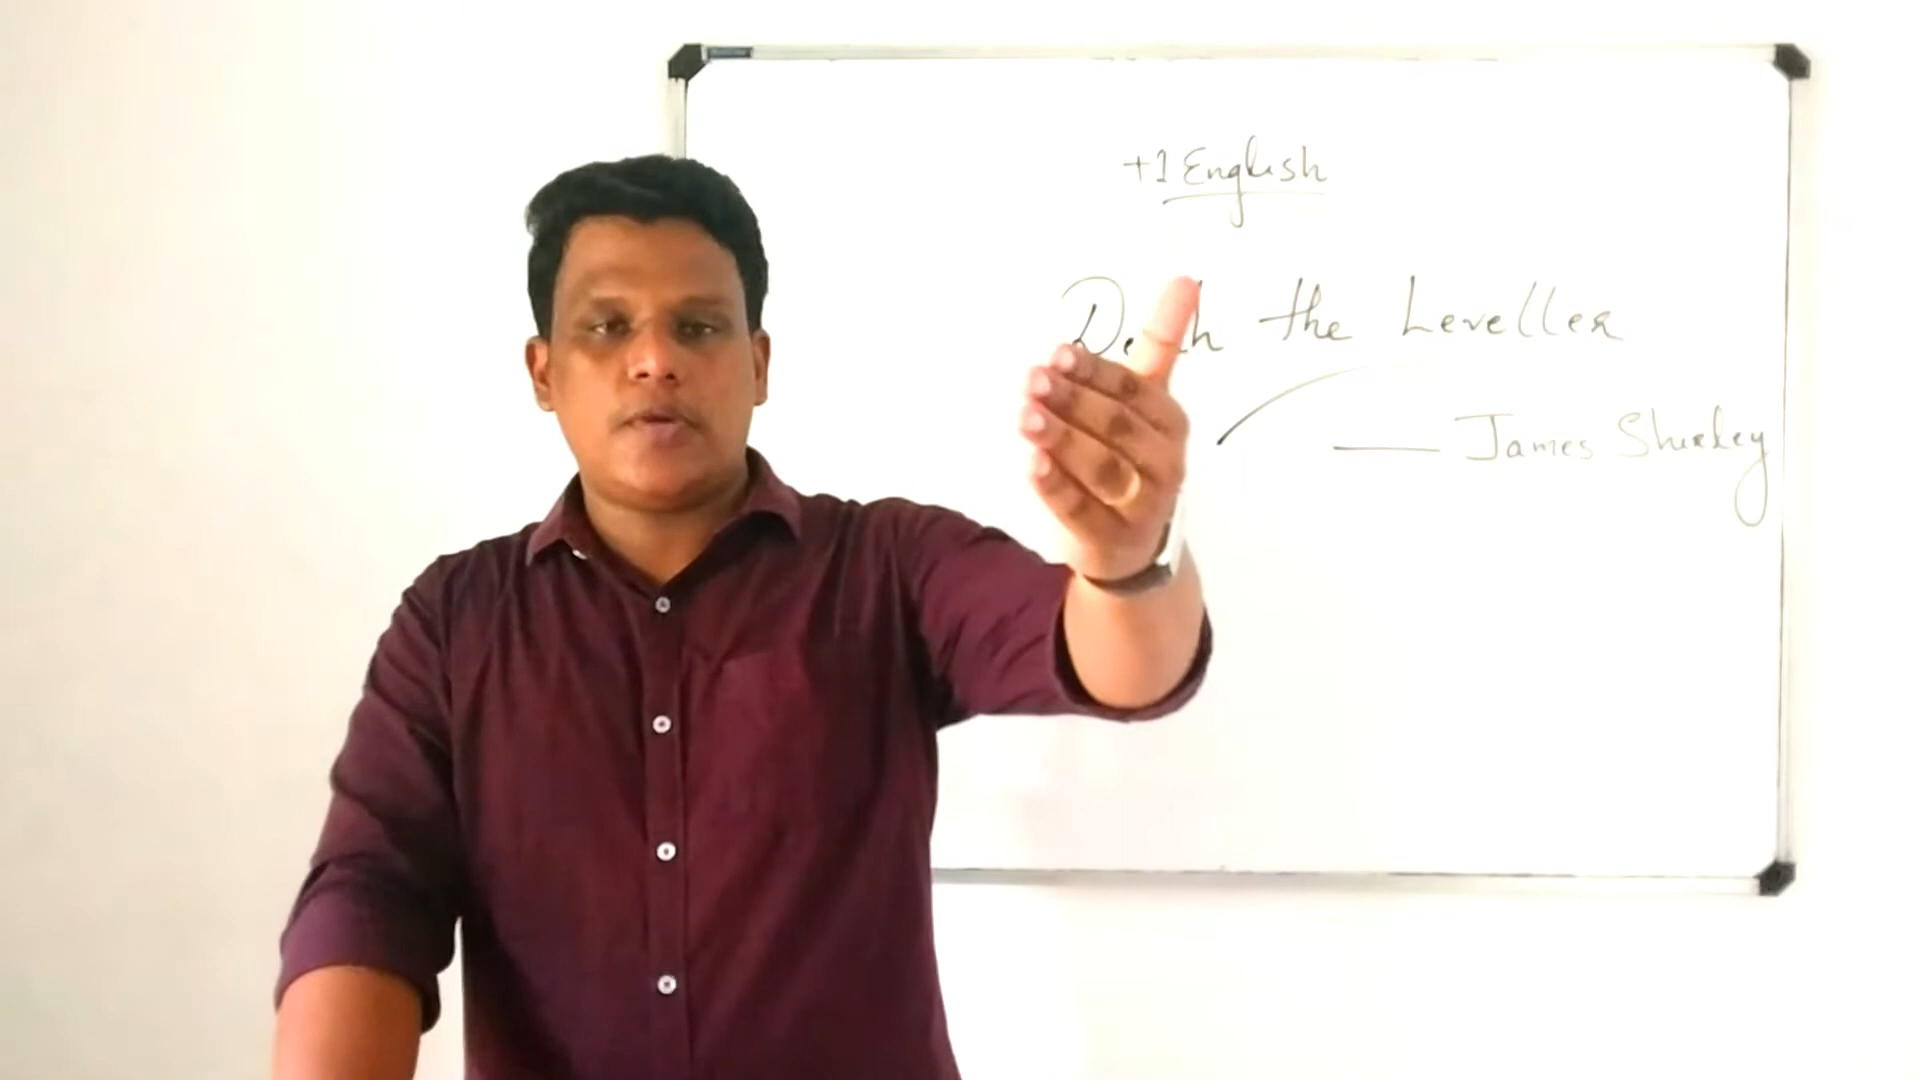 +1 English
the Leveller
— James Shirley